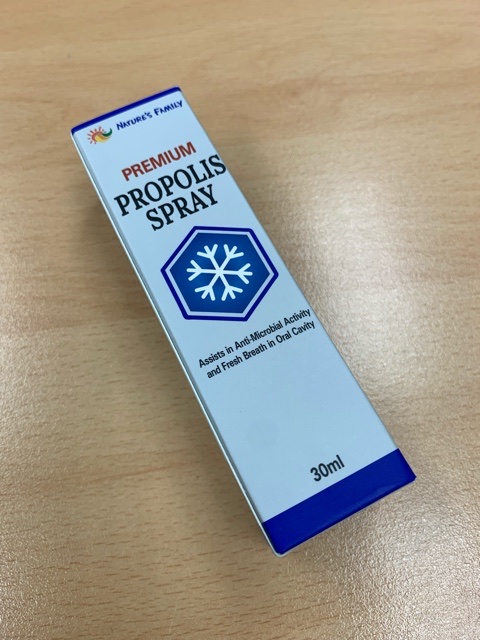 Nature's Family
PREMIUM
PROPOLIS
SPRAY
Assists in Anti-Microbial Activity
and Fresh Breath in Oral Cavity
30ml